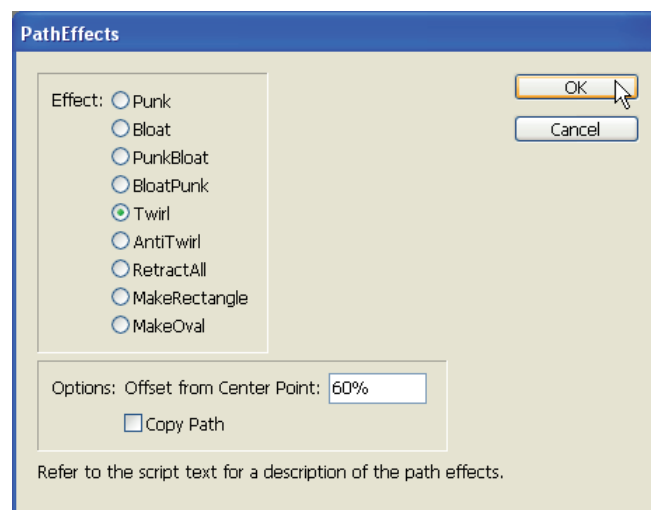 PathEffects
Effect: Punk
Bloat
PunkBloat
BloatPunk
Twirl
AntiTwirl
RetractAll
MakeRectangle
MakeOval
OK
Cancel
Options: Offset from Center Point: 60%
Copy Path
Refer to the script text for a description of the path effects.